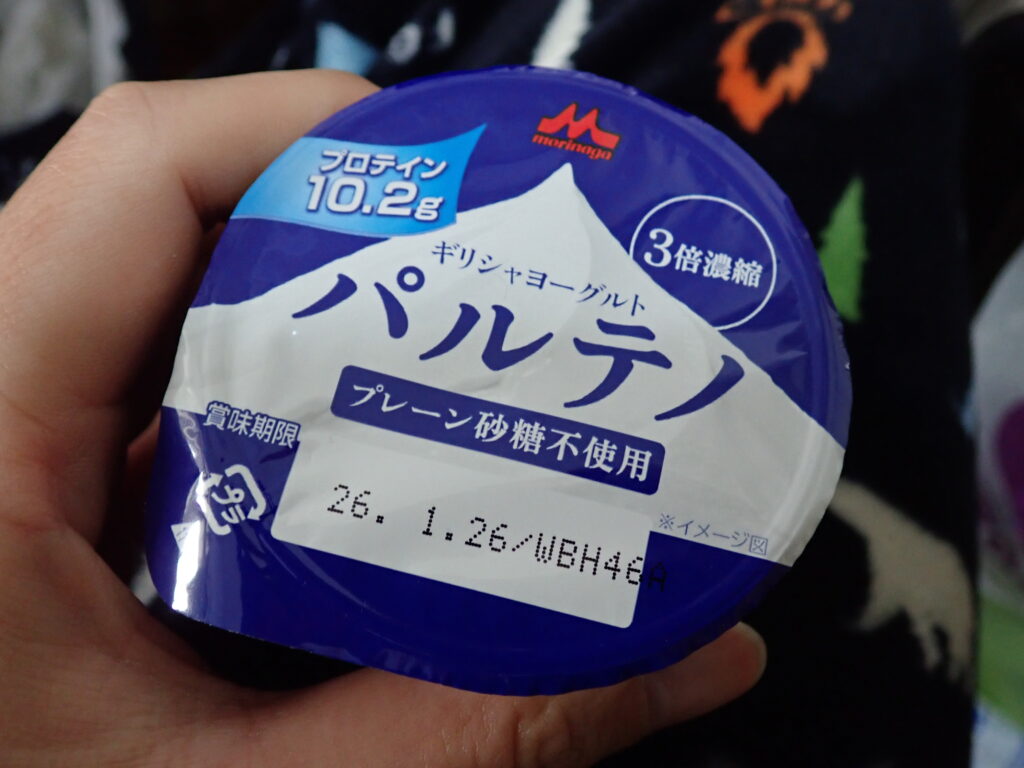 morinaga
プロテイン
10.2g
3倍濃縮
ギリシャヨーグルト
パルテノ
プレーン砂糖不使用
賞味期限
プラ
26. 1.26/WBH46A
※イメージ図